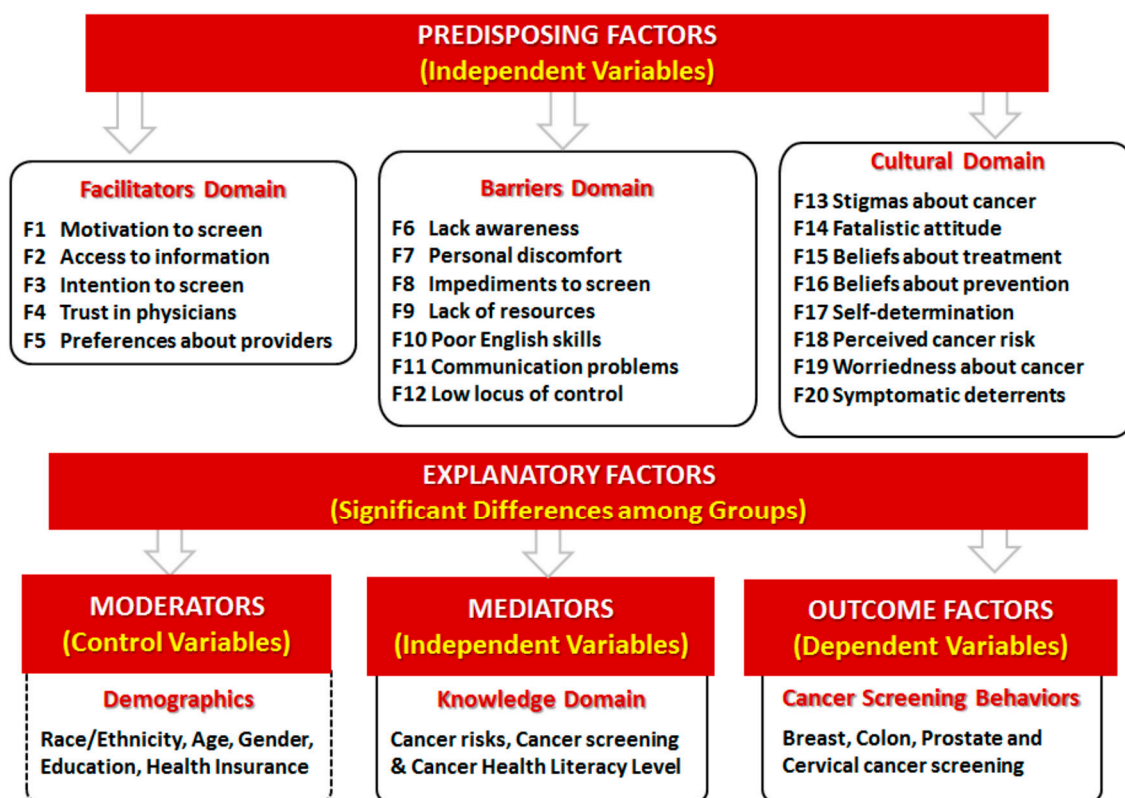 PREDISPOSING FACTORS
(Independent Variables)
Facilitators Domain
F1 Motivation to screen
F2 Access to information
F3 Intention to screen
F4 Trust in physicians
F5 Preferences about providers
Barriers Domain
F6 Lack awareness
F7 Personal discomfort
F8 Impediments to screen
F9 Lack of resources
F10 Poor English skills
F11 Communication problems
F12 Low locus of control
Cultural Domain
F13 Stigmas about cancer
F14 Fatalistic attitude
F15 Beliefs about treatment
F16 Beliefs about prevention
F17 Self-determination
F18 Perceived cancer risk
F19 Worriedness about cancer
F20 Symptomatic deterrents
EXPLANATORY FACTORS
(Significant Differences among Groups)
MODERATORS
(Control Variables)
Demographics
Race/Ethnicity, Age, Gender,
Education, Health Insurance
MEDIATORS
(Independent Variables)
Knowledge Domain
Cancer risks, Cancer screening
& Cancer Health Literacy Level
OUTCOME FACTORS
(Dependent Variables)
Cancer Screening Behaviors
Breast, Colon, Prostate and
Cervical cancer screening